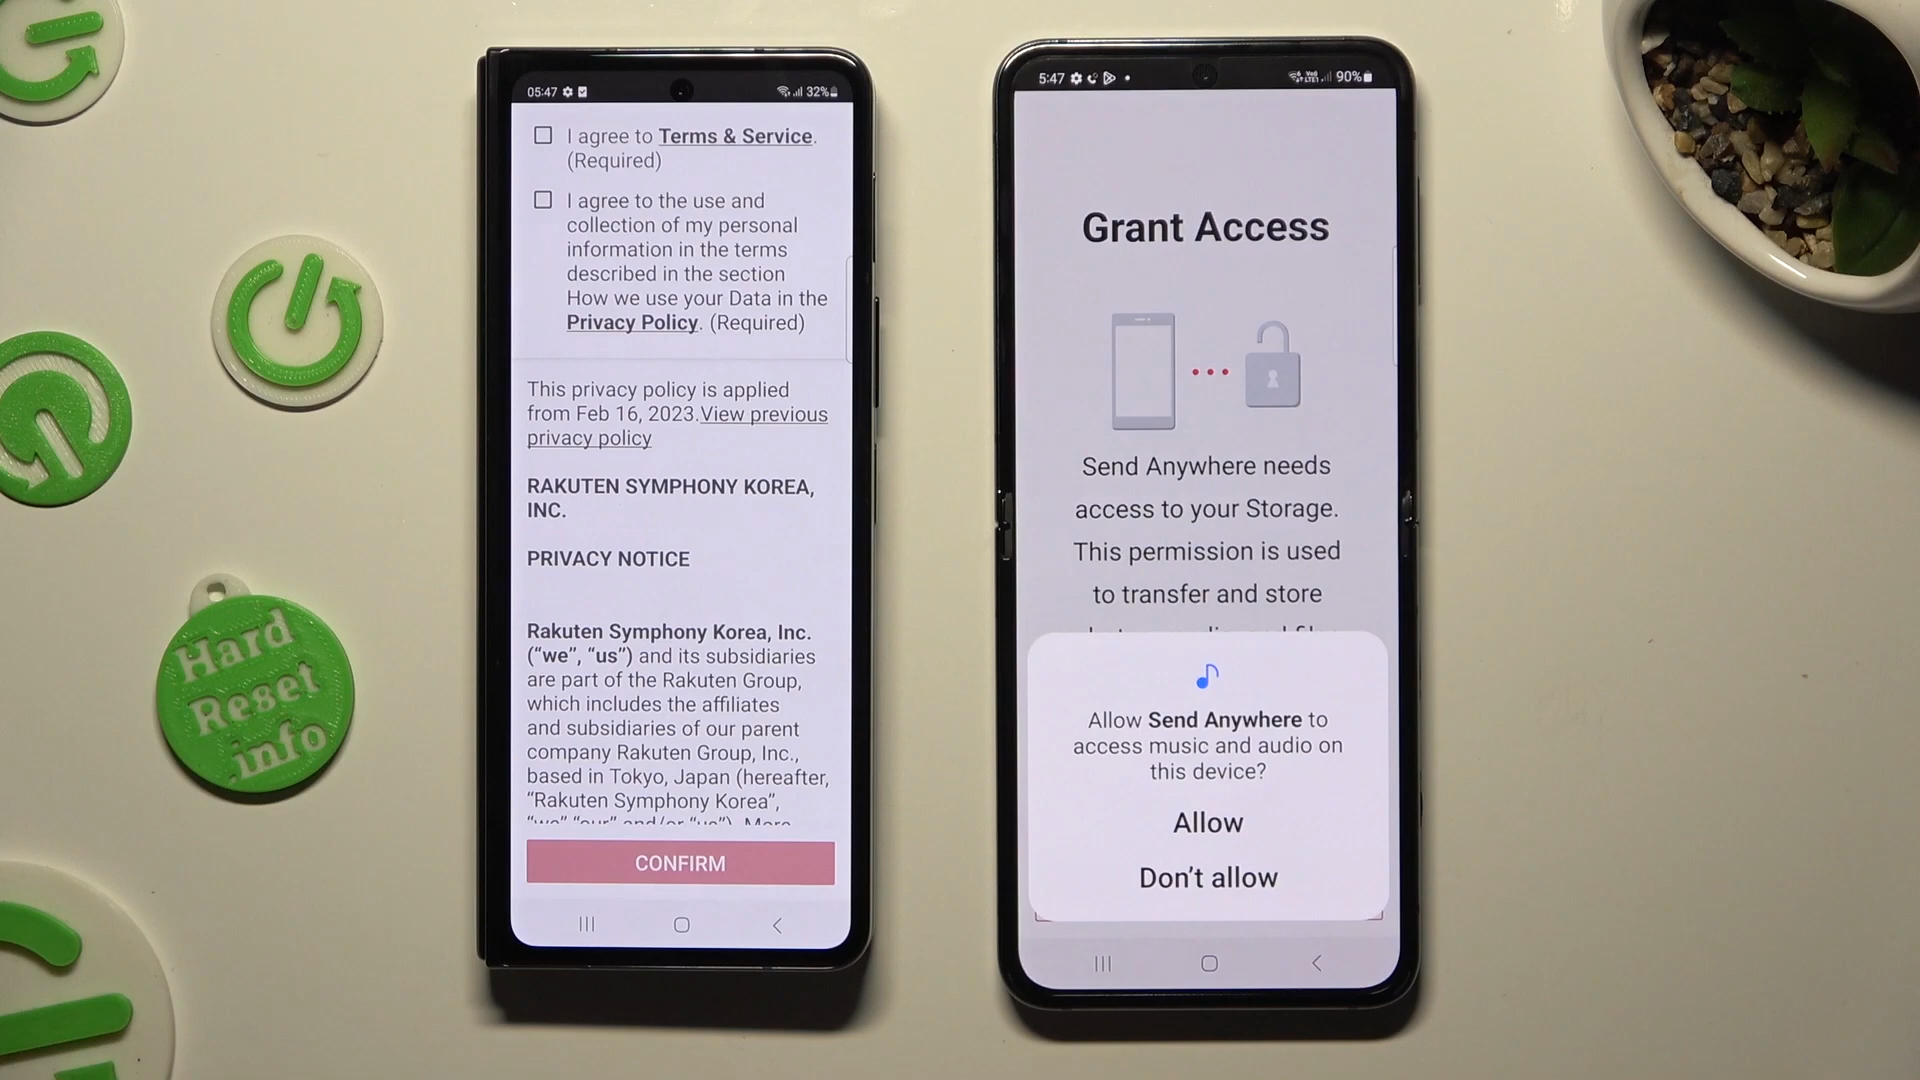 05:47
32%
I agree to Terms & Service.
(Required)
I agree to the use and
collection of my personal
information in the terms
described in the section
How we use your Data in the
Privacy Policy. (Required)
This privacy policy is applied
from Feb 16, 2023.View previous
privacy policy
RAKUTEN SYMPHONY KOREA,
INC.
PRIVACY NOTICE
Rakuten Symphony Korea, Inc.
(“we”, “us”) and its subsidiaries
are part of the Rakuten Group,
which includes the affiliates
and subsidiaries of our parent
company Rakuten Group, Inc.,
based in Tokyo, Japan (hereafter,
“Rakuten Symphony Korea”,
“we” “our” and/or “us”). More
CONFIRM
5:47
90%
Grant Access
Send Anywhere needs
access to your Storage.
This permission is used
to transfer and store
Allow Send Anywhere to
access music and audio on
this device?
Allow
Don’t allow
Hard
Reset
.info